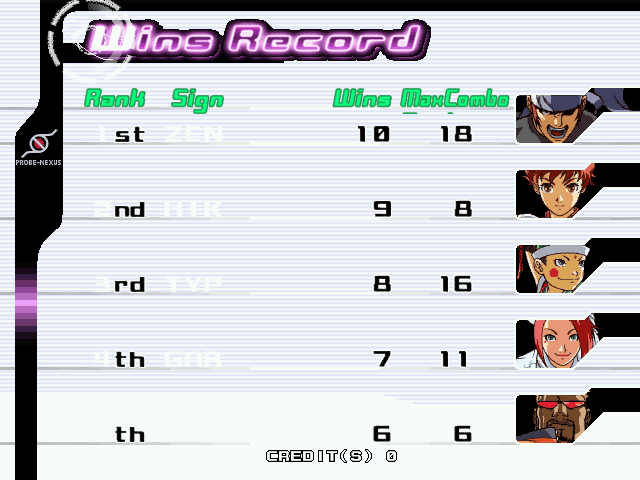 Wins Record
Rank Sign Wins MaxCombo
1st ZEN 10 18
PROBE-NEXUS
2nd HIK 9 8
3rd TYP 8 16
4th GAR 7 11
th 6 6
CREDIT(S) 0